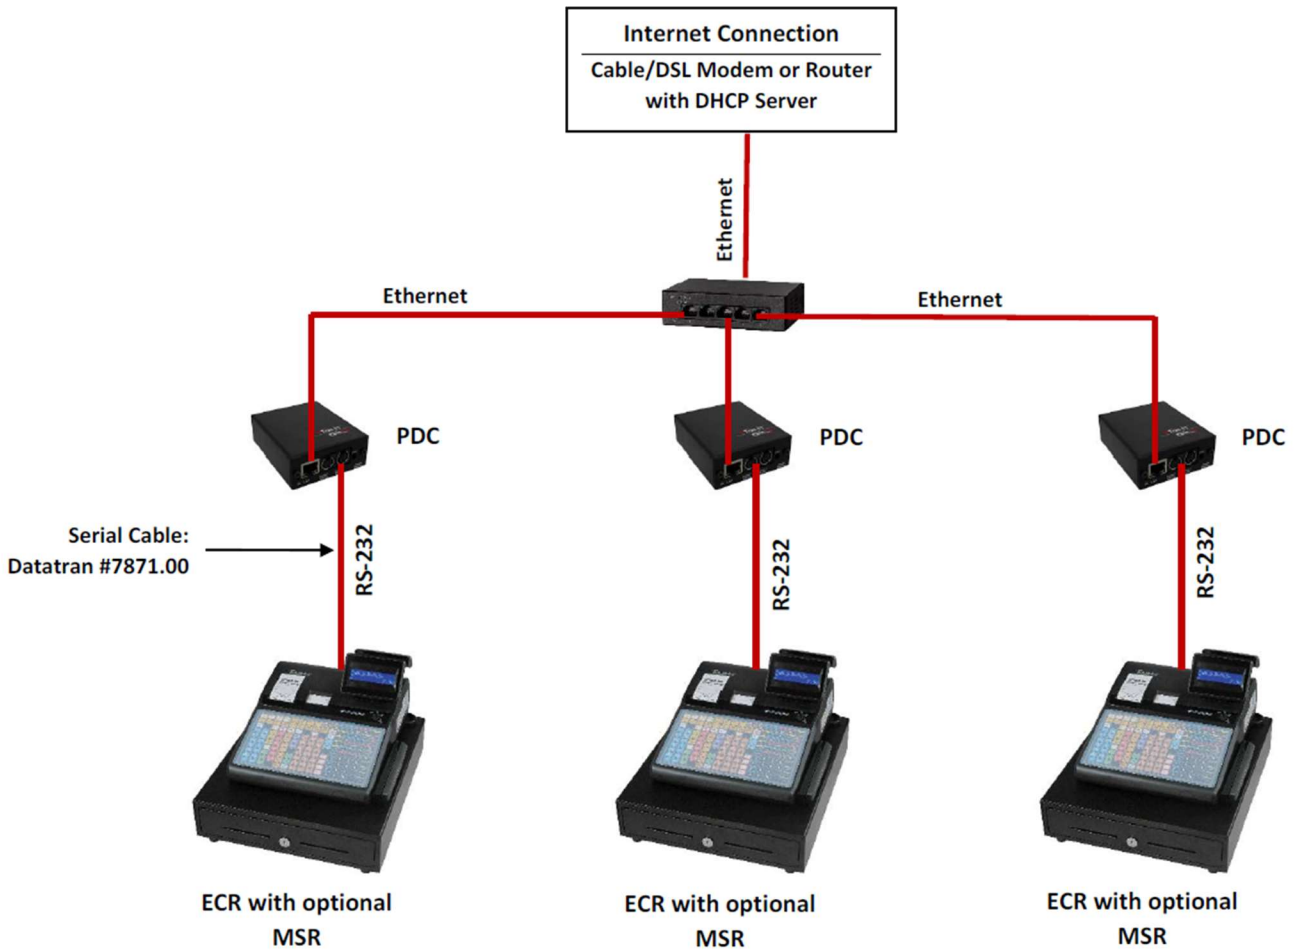 Internet Connection
Cable/DSL Modem or Router
with DHCP Server
Ethernet
Ethernet
Ethernet
PDC
PDC
PDC
Serial Cable:
Datatran #7871.00
RS-232
RS-232
RS-232
ECR with optional
MSR
ECR with optional
MSR
ECR with optional
MSR